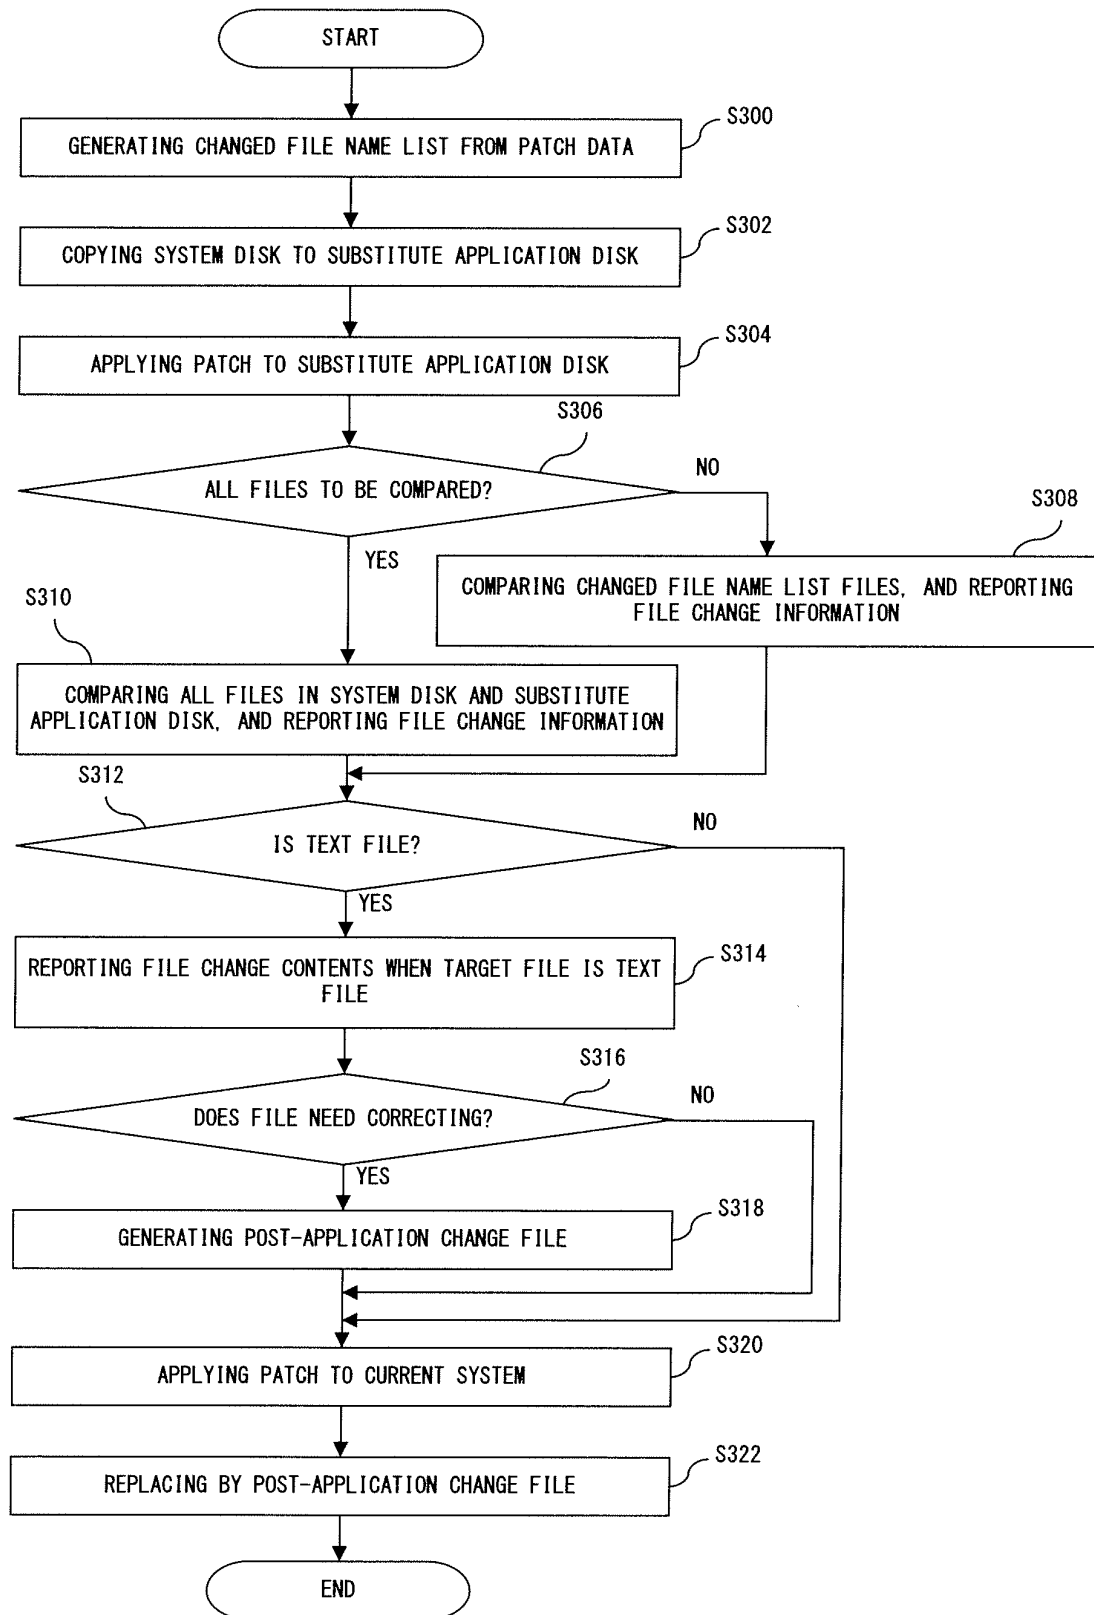 START
S300
GENERATING CHANGED FILE NAME LIST FROM PATCH DATA
S302
COPYING SYSTEM DISK TO SUBSTITUTE APPLICATION DISK
S304
APPLYING PATCH TO SUBSTITUTE APPLICATION DISK
S306
ALL FILES TO BE COMPARED?
NO
YES
S308
COMPARING CHANGED FILE NAME LIST FILES, AND REPORTING
FILE CHANGE INFORMATION
S310
COMPARING ALL FILES IN SYSTEM DISK AND SUBSTITUTE
APPLICATION DISK, AND REPORTING FILE CHANGE INFORMATION
S312
IS TEXT FILE?
NO
YES
S314
REPORTING FILE CHANGE CONTENTS WHEN TARGET FILE IS TEXT
FILE
S316
DOES FILE NEED CORRECTING?
NO
YES
S318
GENERATING POST-APPLICATION CHANGE FILE
S320
APPLYING PATCH TO CURRENT SYSTEM
S322
REPLACING BY POST-APPLICATION CHANGE FILE
END